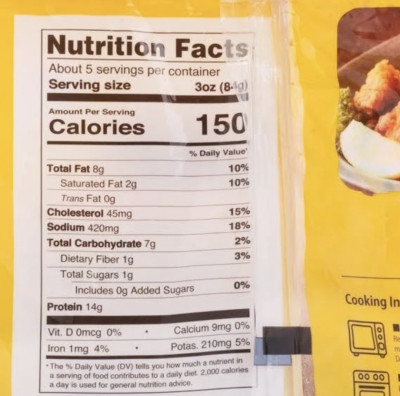 Nutrition Facts
About 5 servings per container
Serving size 3oz (84g)
Amount Per Serving
Calories 150
% Daily Value*
Total Fat 8g 10%
Saturated Fat 2g 10%
Trans Fat 0g
Cholesterol 45mg 15%
Sodium 420mg 18%
Total Carbohydrate 7g 2%
Dietary Fiber 1g 3%
Total Sugars 1g
Includes 0g Added Sugars 0%
Protein 14g
Vit. D 0mcg 0% • Calcium 9mg 0%
Iron 1mg 4% • Potas. 210mg 5%
* The % Daily Value (DV) tells you how much a nutrient in
a serving of food contributes to a daily diet. 2,000 calories
a day is used for general nutrition advice.
Cooking In